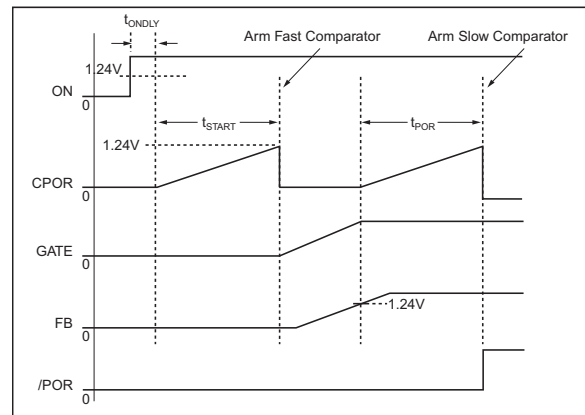 tONDLY
Arm Fast Comparator
Arm Slow Comparator
1.24V
ON
0
tSTART
tPOR
1.24V
CPOR
0
GATE
0
1.24V
FB
0
/POR
0